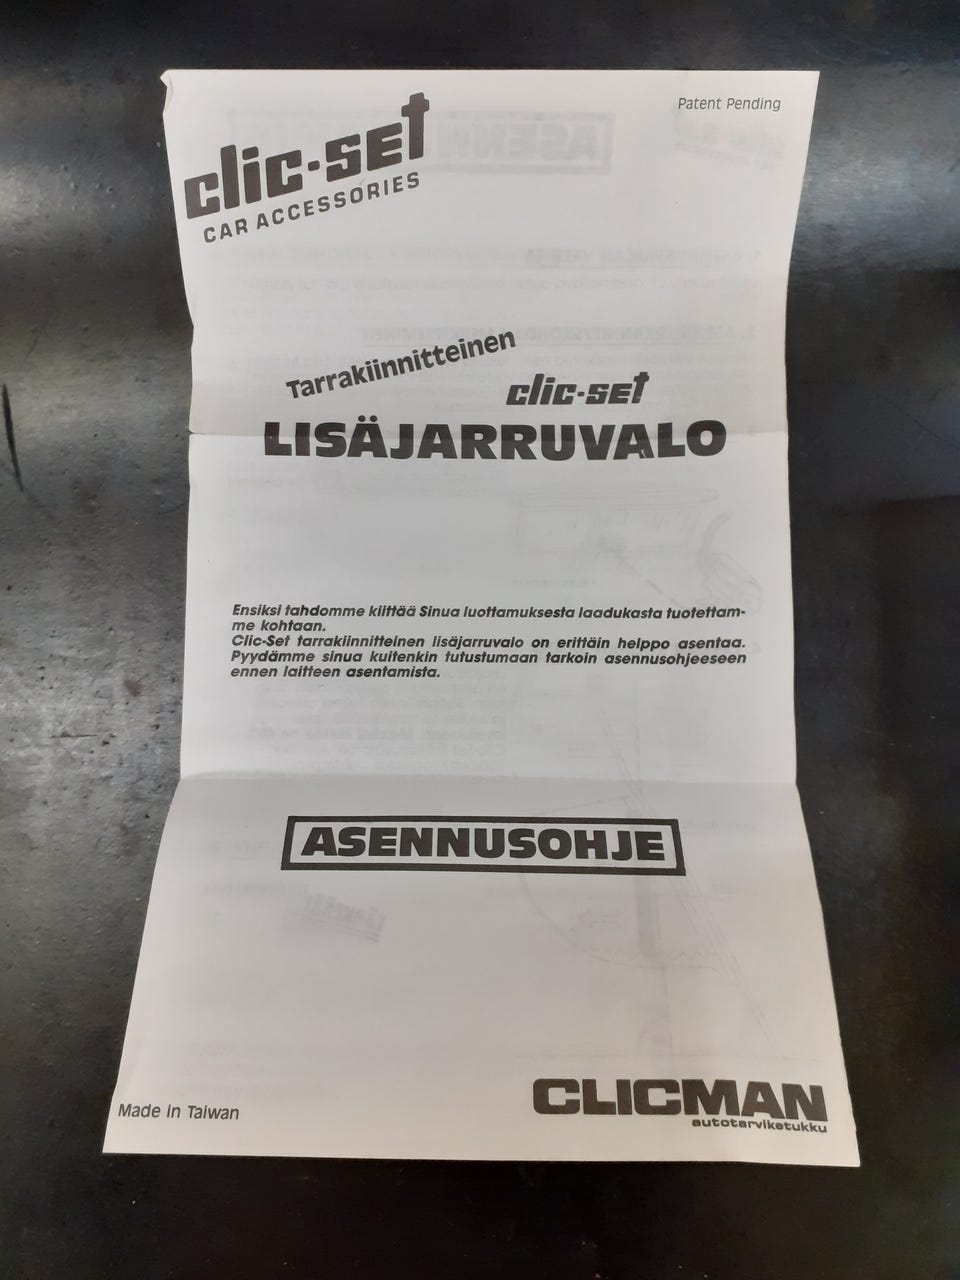 Patent Pending
clic·set
CAR ACCESSORIES
Tarrakiinnitteinen
clic·set
LISÄJARRUVALO
Ensiksi tahdomme kiittää Sinua luottamuksesta laadukasta tuotettam-
me kohtaan.
Clic-Set tarrakiinnitteinen lisäjarruvalo on erittäin helppo asentaa.
Pyydämme sinua kuitenkin tutustumaan tarkoin asennusohjeeseen
ennen laitteen asentamista.
ASENNUSOHJE
Made in Taiwan
CLICMAN
autotarviketukku